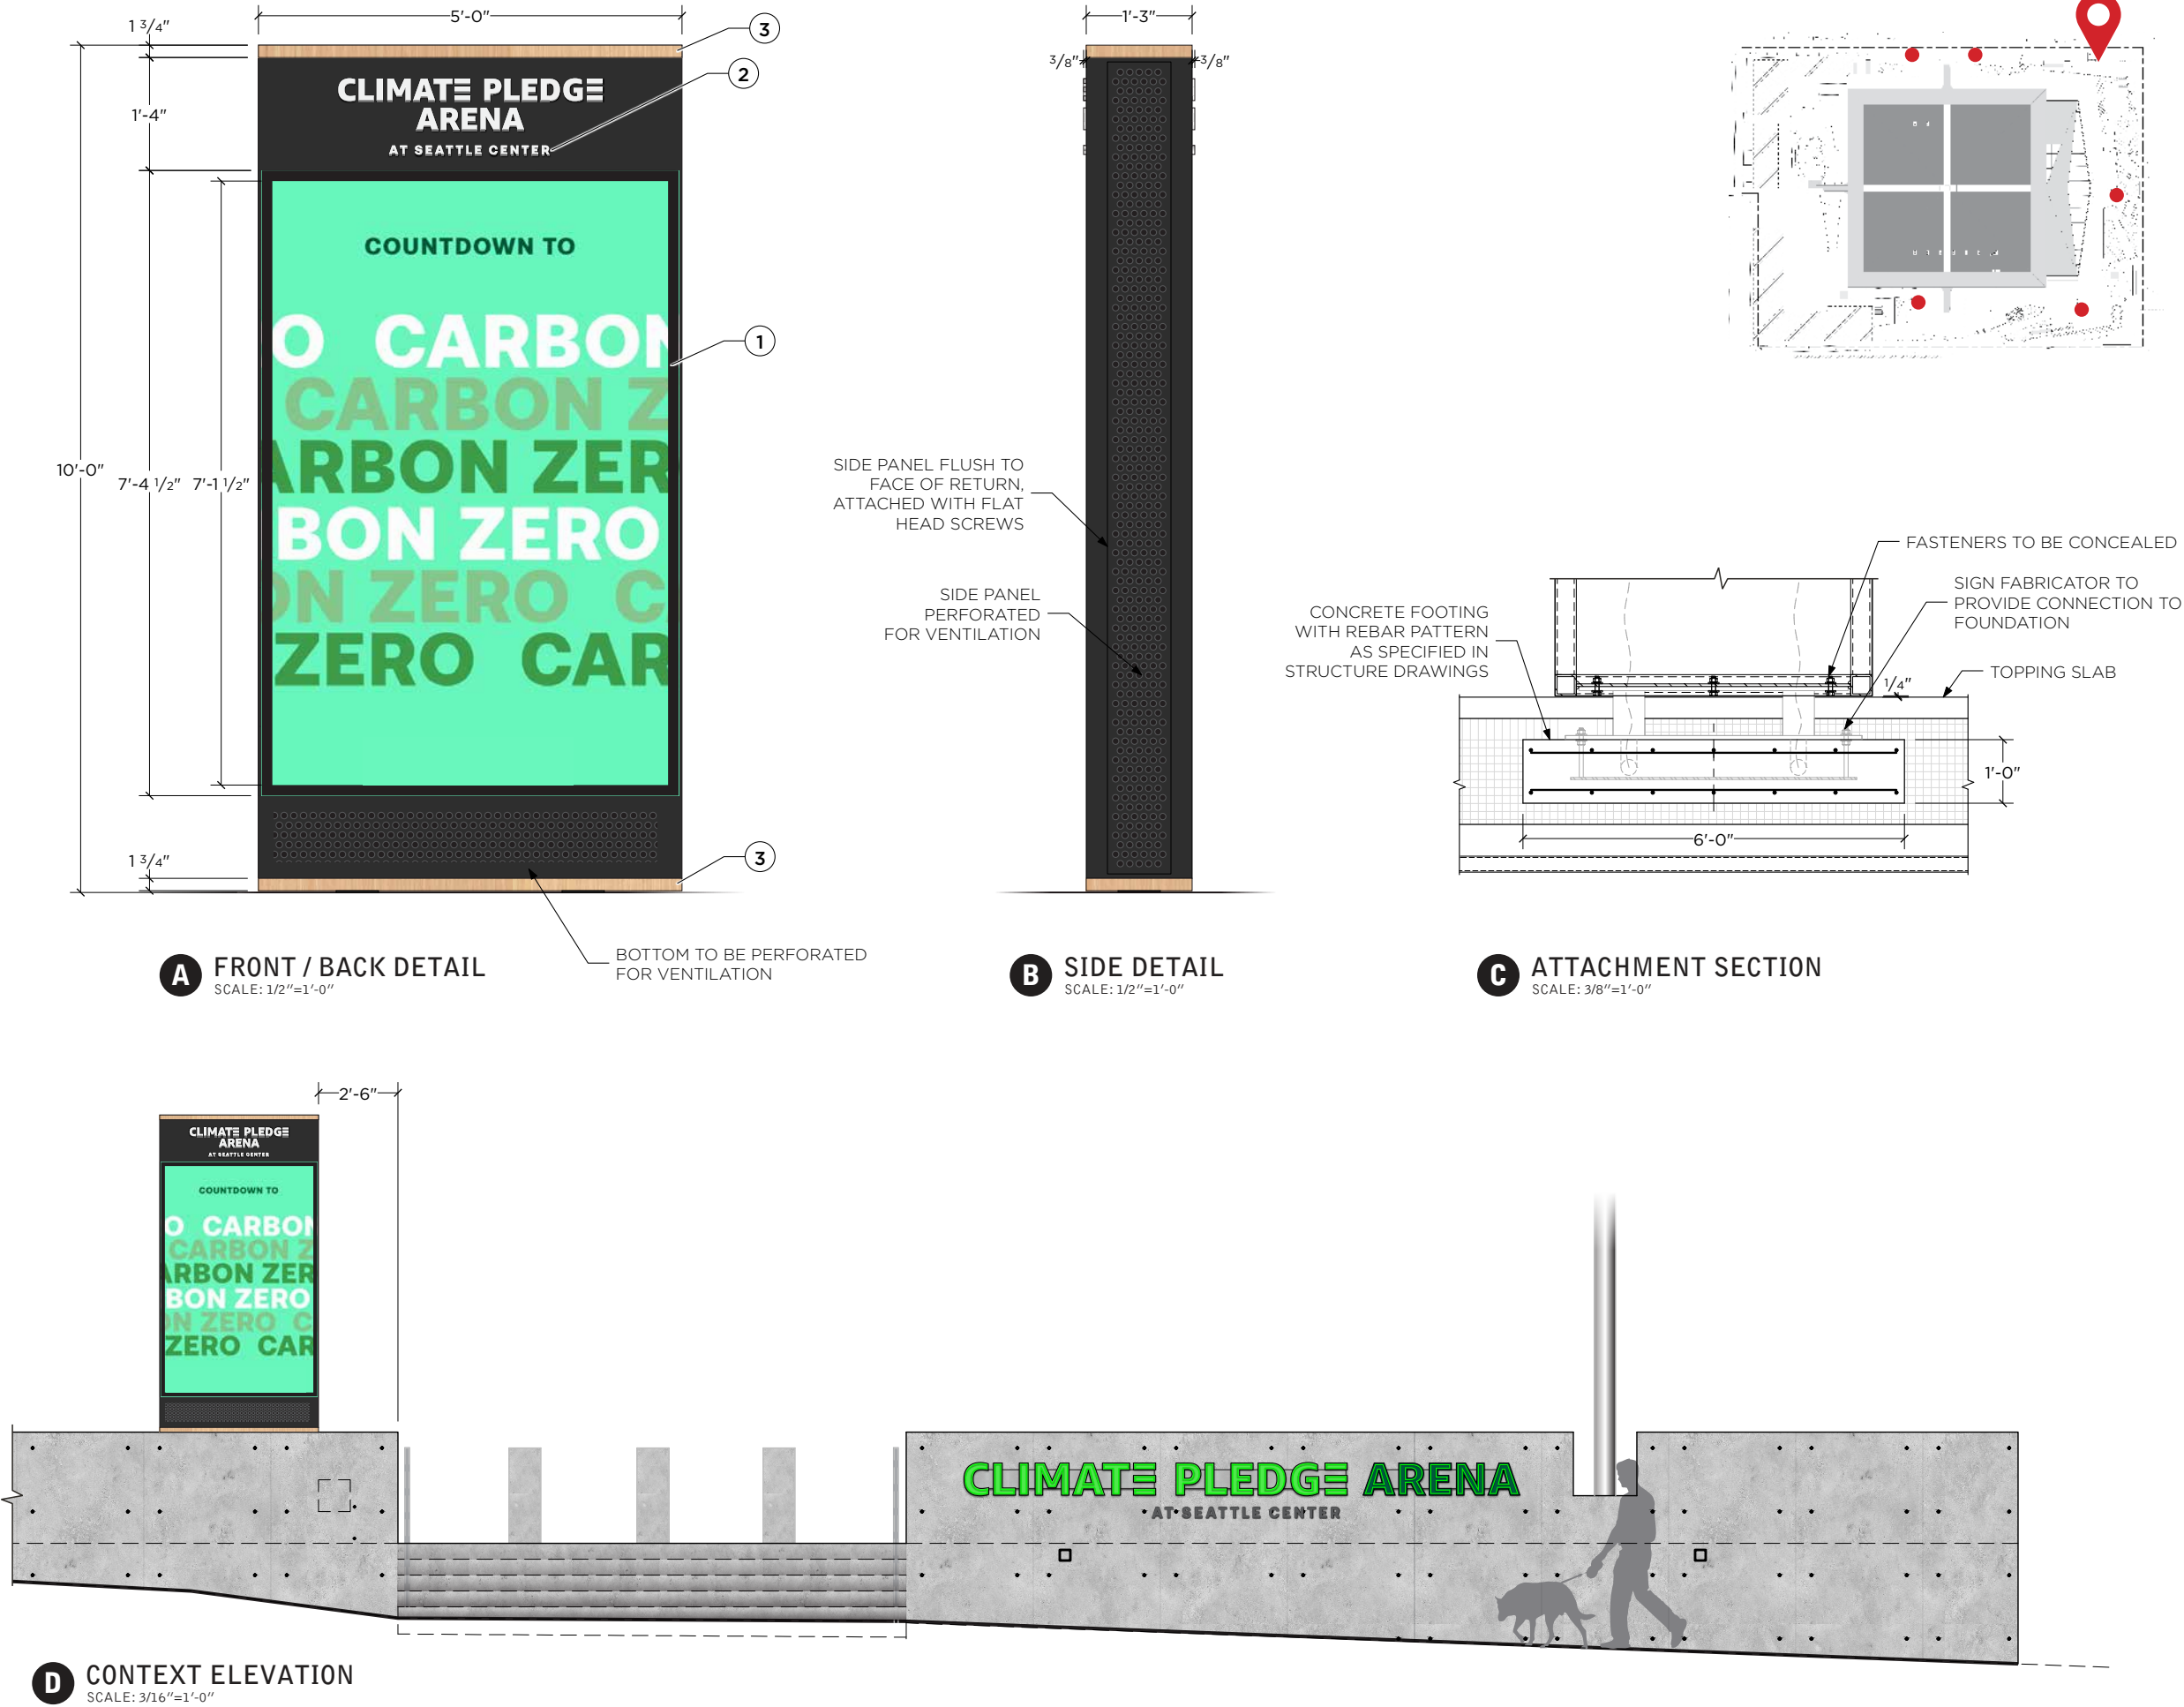 5'-0"
1 3/4"
3
2
CLIMATE PLEDGE
ARENA
AT SEATTLE CENTER
1'-4"
COUNTDOWN TO
O CARBON
CARBON Z
ARBON ZER
BON ZERO
ON ZERO C
ZERO CAR
1
10'-0"
7'-4 1/2"
7'-1 1/2"
1 3/4"
3
BOTTOM TO BE PERFORATED
FOR VENTILATION
A FRONT / BACK DETAIL
SCALE: 1/2"=1'-0"
1'-3"
3/8"
3/8"
SIDE PANEL FLUSH TO
FACE OF RETURN,
ATTACHED WITH FLAT
HEAD SCREWS
SIDE PANEL
PERFORATED
FOR VENTILATION
B SIDE DETAIL
SCALE: 1/2"=1'-0"
FASTENERS TO BE CONCEALED
SIGN FABRICATOR TO
PROVIDE CONNECTION TO
FOUNDATION
CONCRETE FOOTING
WITH REBAR PATTERN
AS SPECIFIED IN
STRUCTURE DRAWINGS
1/4"
TOPPING SLAB
1'-0"
6'-0"
C ATTACHMENT SECTION
SCALE: 3/8"=1'-0"
2'-6"
CLIMATE PLEDGE
ARENA
AT SEATTLE CENTER
COUNTDOWN TO
O CARBON
CARBON Z
ARBON ZER
BON ZERO
ON ZERO C
ZERO CAR
CLIMATE PLEDGE ARENA
AT SEATTLE CENTER
D CONTEXT ELEVATION
SCALE: 3/16"=1'-0"